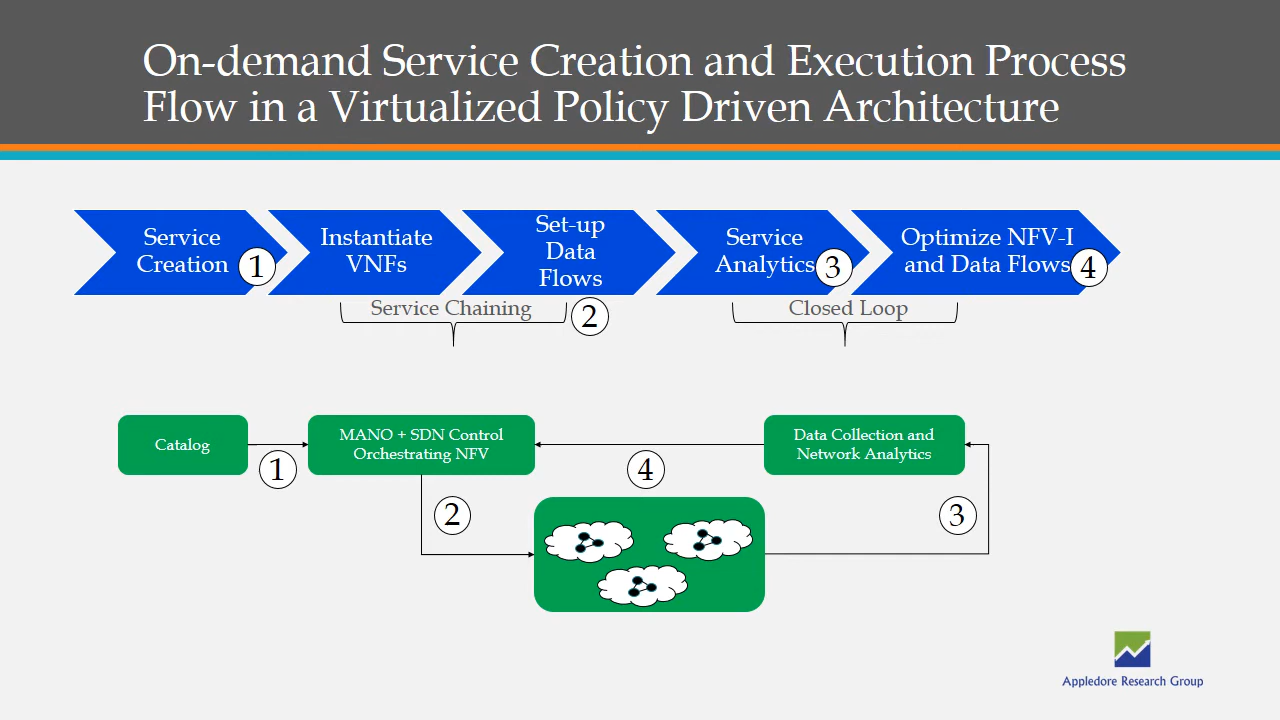 On-demand Service Creation and Execution Process
Flow in a Virtualized Policy Driven Architecture
Service
Creation
1
Instantiate
VNFs
Set-up
Data
Flows
Service
Analytics
3
Optimize NFV-I
and Data Flows
4
Service Chaining
2
Closed Loop
Catalog
1
MANO + SDN Control
Orchestrating NFV
4
Data Collection and
Network Analytics
2
3
Appledore Research Group